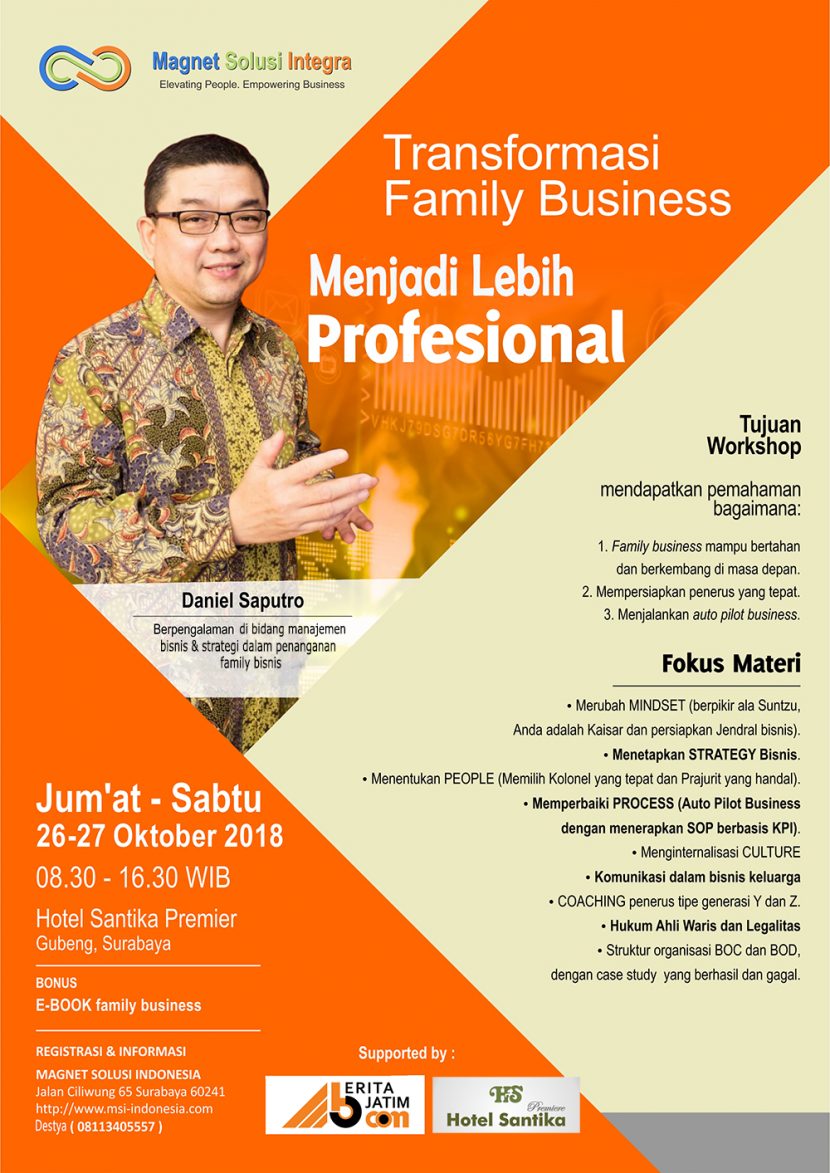 Magnet Solusi Integra
Elevating People. Empowering Business
Transformasi
Family Business
Menjadi Lebih
Profesional
Tujuan
Workshop
mendapatkan pemahaman
bagaimana:
1. Family business mampu bertahan
dan berkembang di masa depan.
2. Mempersiapkan penerus yang tepat.
3. Menjalankan auto pilot business.
Daniel Saputro
Berpengalaman di bidang manajemen
bisnis & strategi dalam penanganan
family bisnis
Fokus Materi
• Merubah MINDSET (berpikir ala Suntzu,
Anda adalah Kaisar dan persiapkan Jendral bisnis).
• Menetapkan STRATEGY Bisnis.
• Menentukan PEOPLE (Memilih Kolonel yang tepat dan Prajurit yang handal).
• Memperbaiki PROCESS (Auto Pilot Business
dengan menerapkan SOP berbasis KPI).
• Menginternalisasi CULTURE
• Komunikasi dalam bisnis keluarga
• COACHING penerus tipe generasi Y dan Z.
• Hukum Ahli Waris dan Legalitas
• Struktur organisasi BOC dan BOD,
dengan case study yang berhasil dan gagal.
Jum'at - Sabtu
26-27 Oktober 2018
08.30 - 16.30 WIB
Hotel Santika Premier
Gubeng, Surabaya
BONUS
E-BOOK family business
REGISTRASI & INFORMASI
MAGNET SOLUSI INDONESIA
Jalan Ciliwung 65 Surabaya 60241
http://www.msi-indonesia.com
Destya ( 08113405557 )
Supported by :
BERITA
JATIM
com
HS
Premiere
Hotel Santika